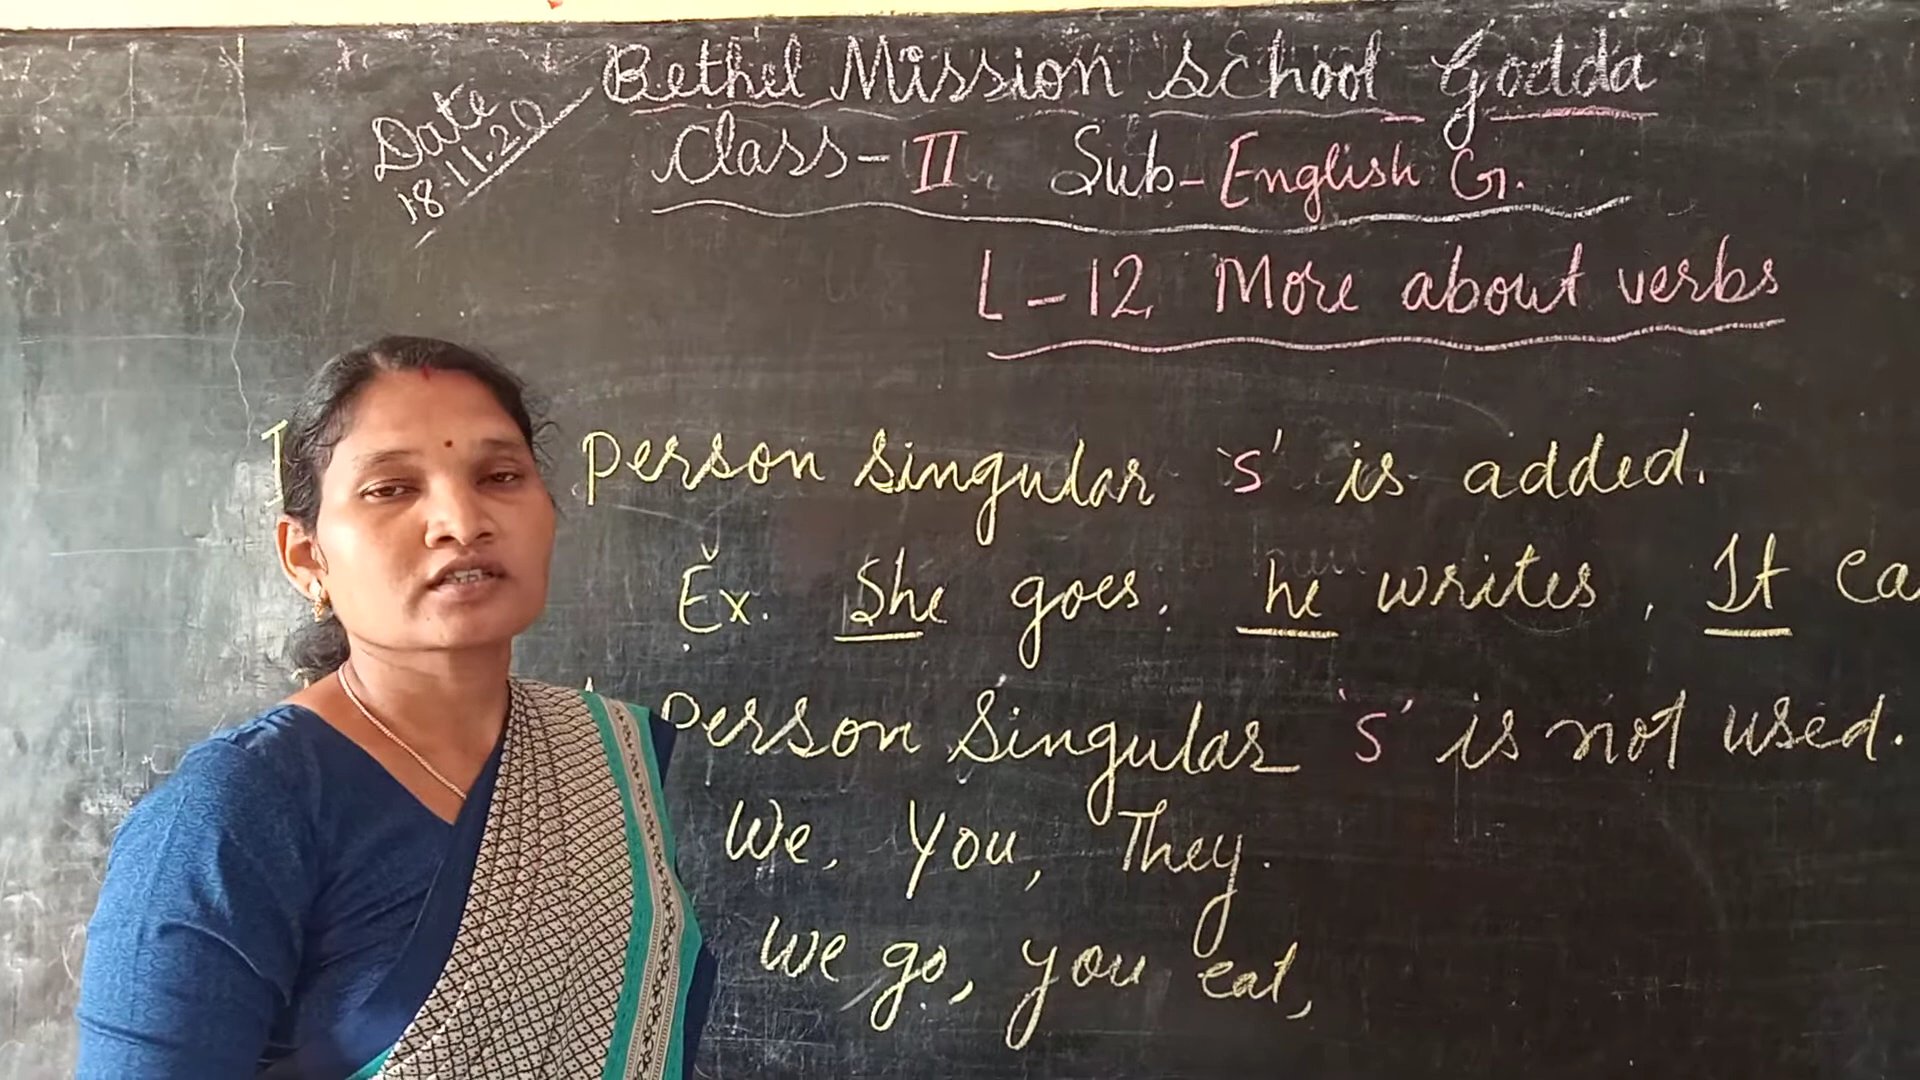 Bethel Mission School Godda
Date
18.11.20
Class-II Sub-English G.
L-12 More about verbs
Person Singular 's' is added.
Ex. She goes. he writes, It
Person Singular 's' is not used.
We, You, They.
We go, you eat,